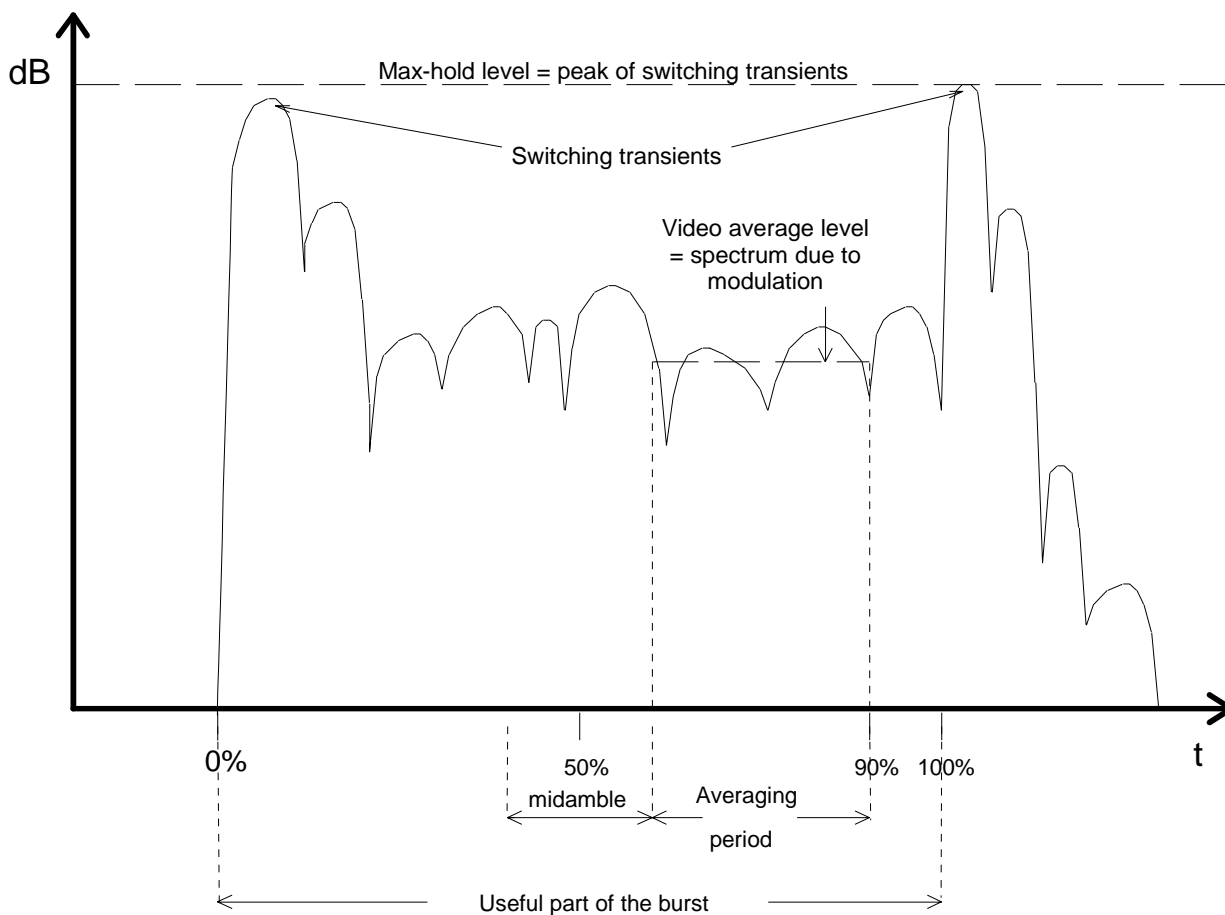 dB
Max-hold level = peak of switching transients
Switching transients
Video average level
= spectrum due to
modulation
0%
50%
90%
100%
t
midamble
Averaging
period
Useful part of the burst